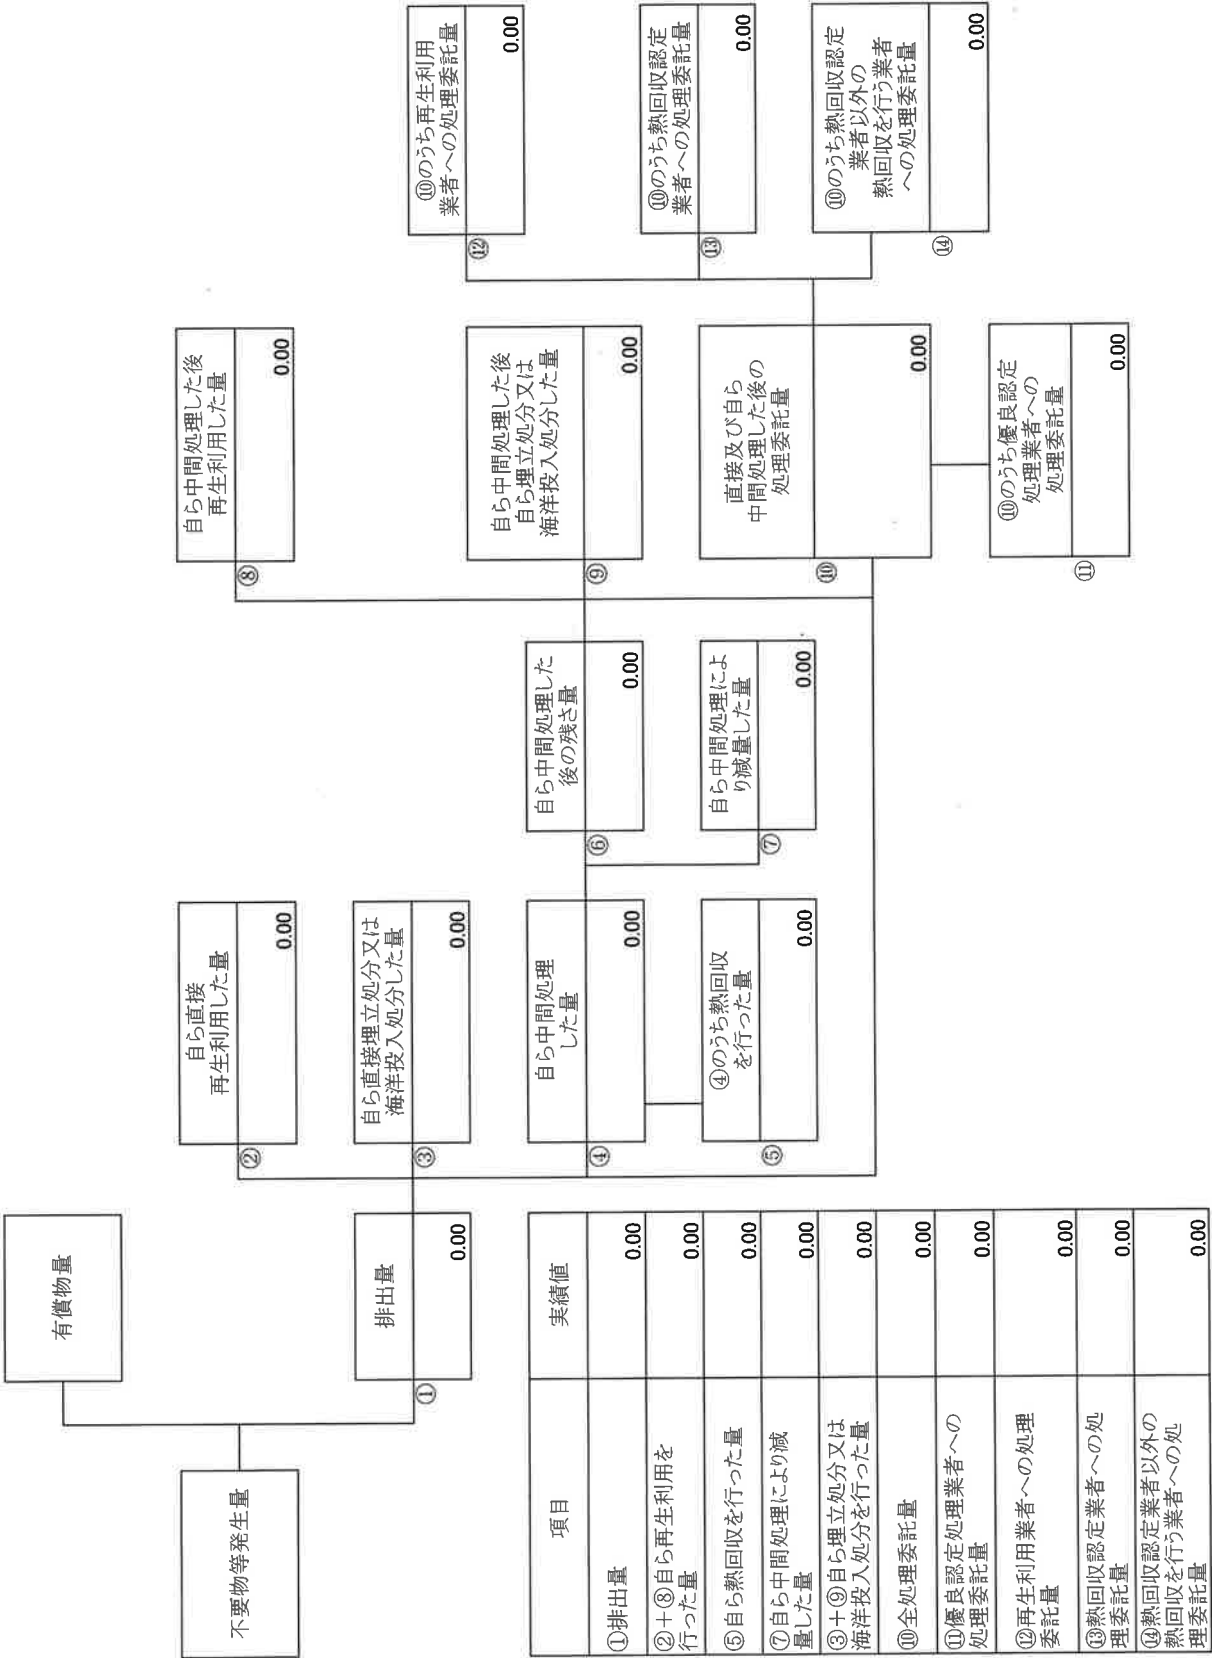 不要物等発生量
有償物量
排出量
①
0.00
自ら直接
再生利用した量
②
0.00
自ら直接埋立処分又は
海洋投入処分した量
③
0.00
自ら中間処理
した量
④
0.00
④のうち熱回収
を行った量
⑤
0.00
自ら中間処理した
後の残さ量
⑥
0.00
自ら中間処理によ
り減量した量
⑦
0.00
自ら中間処理した後
再生利用した量
⑧
0.00
自ら中間処理した後
自ら埋立処分又は
海洋投入処分した量
⑨
0.00
直接及び自ら
中間処理した後の
処理委託量
⑩
0.00
⑩のうち優良認定
処理業者への
処理委託量
⑪
0.00
⑩のうち再生利用
業者への処理委託量
⑫
0.00
⑩のうち熱回収認定
業者への処理委託量
⑬
0.00
⑩のうち熱回収認定
業者以外の
熱回収を行う業者
への処理委託量
⑭
0.00
項目
実績値
①排出量
0.00
②＋⑧自ら再生利用を
行った量
0.00
⑤自ら熱回収を行った量
0.00
⑦自ら中間処理により減
量した量
0.00
③＋⑨自ら埋立処分又は
海洋投入処分を行った量
0.00
⑩全処理委託量
0.00
⑪優良認定処理業者への
処理委託量
0.00
⑫再生利用業者への処理
委託量
0.00
⑬熱回収認定業者への処
理委託量
0.00
⑭熱回収認定業者以外の
熱回収を行う業者への処
理委託量
0.00